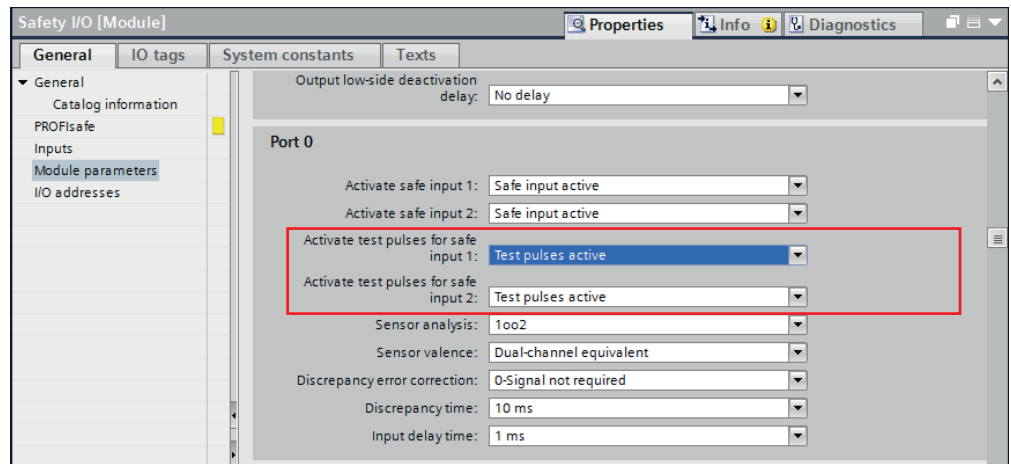 Safety I/O [Module]
Properties
Info
Diagnostics
General
IO tags
System constants
Texts
General
Catalog information
PROFIsafe
Inputs
Module parameters
I/O addresses
Output low-side deactivation
delay: No delay
Port 0
Activate safe input 1: Safe input active
Activate safe input 2: Safe input active
Activate test pulses for safe
input 1: Test pulses active
Activate test pulses for safe
input 2: Test pulses active
Sensor analysis: 1oo2
Sensor valence: Dual-channel equivalent
Discrepancy error correction: 0-Signal not required
Discrepancy time: 10 ms
Input delay time: 1 ms